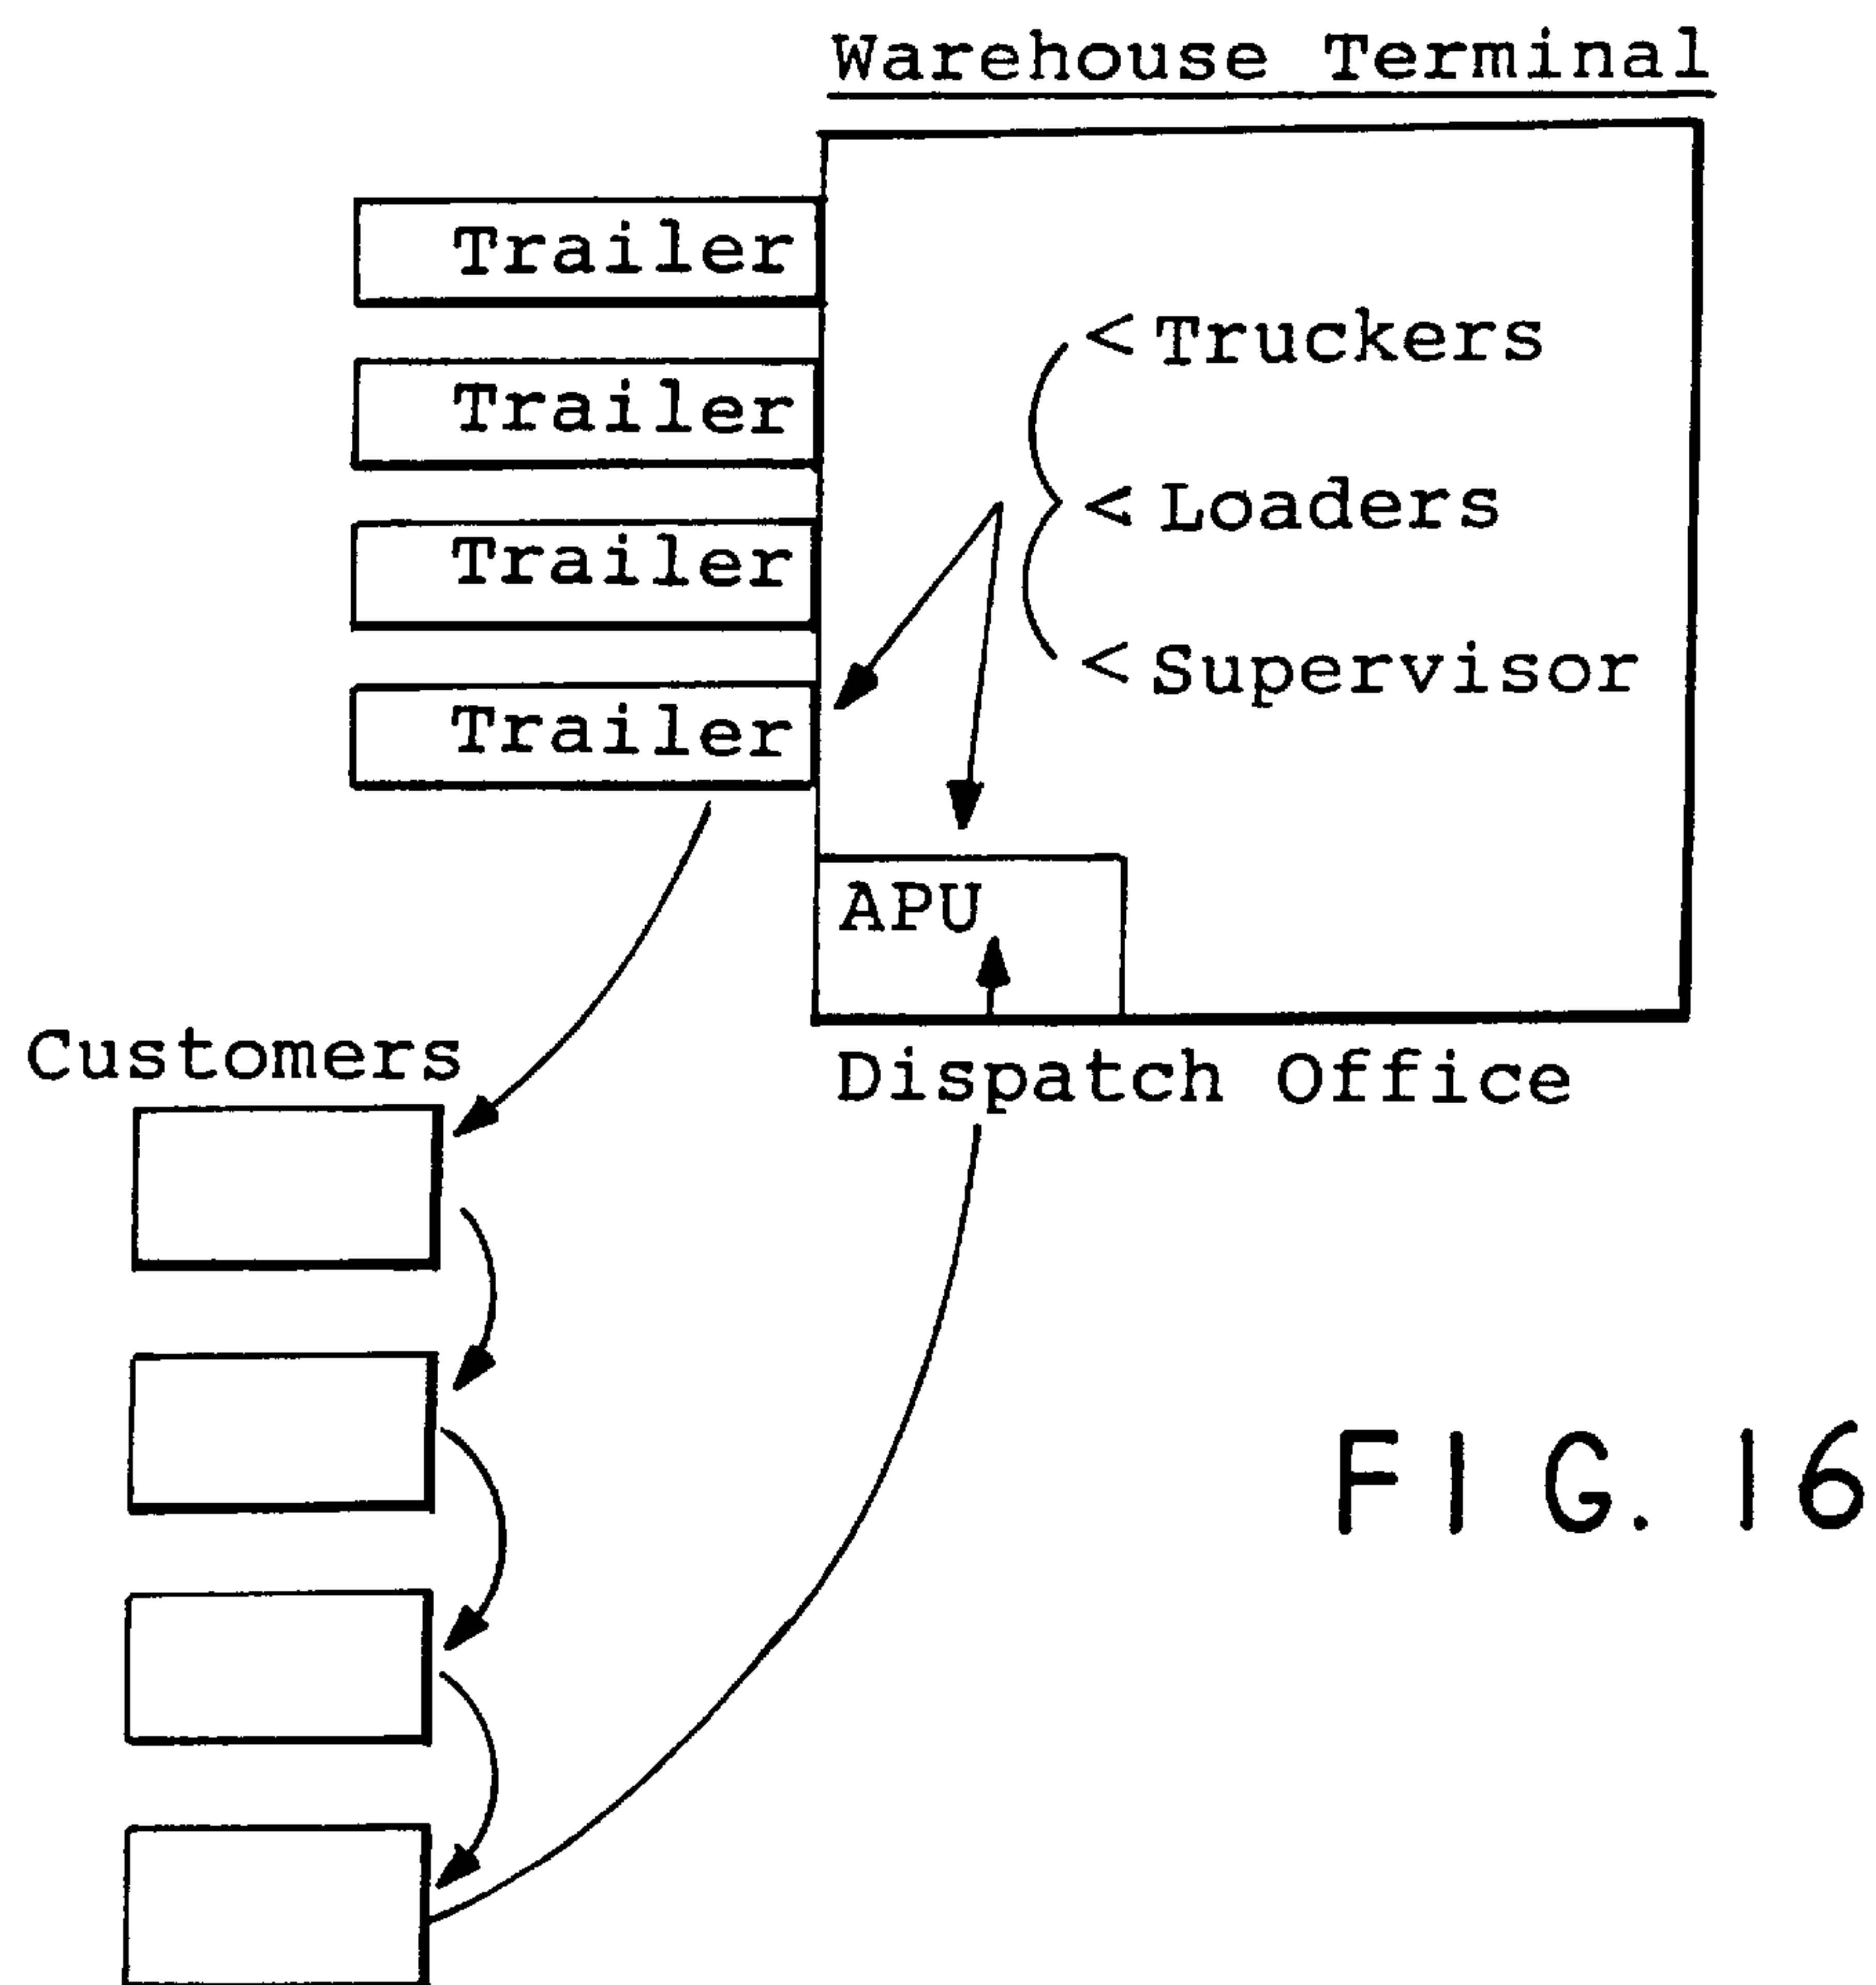 Warehouse Terminal
Trailer
Trailer
Trailer
Trailer
< Truckers
< Loaders
< Supervisor
APU
Customers
Dispatch Office
FIG. 16